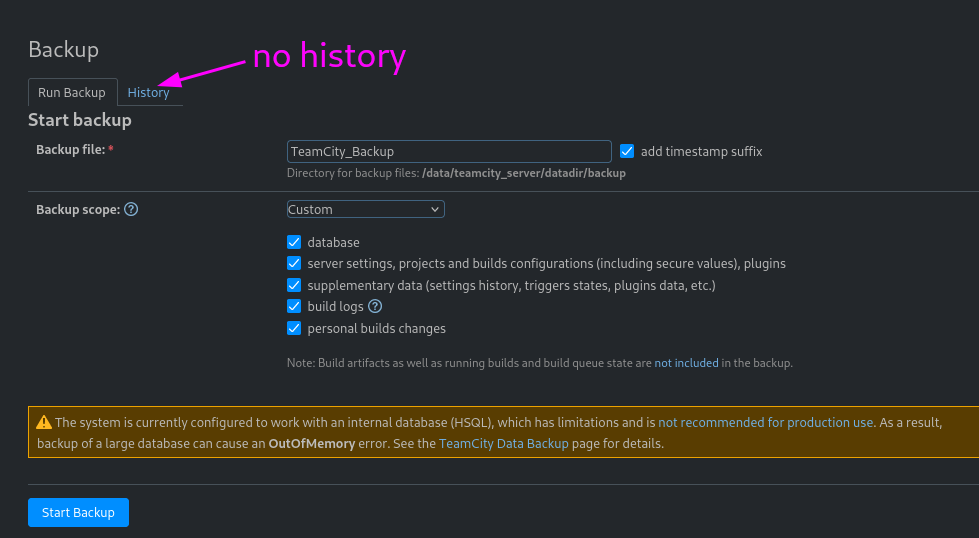 no history
Backup
Run Backup
History
Start backup
Backup file: *
TeamCity_Backup
add timestamp suffix
Directory for backup files: /data/teamcity_server/datadir/backup
Backup scope: ?
Custom
database
server settings, projects and builds configurations (including secure values), plugins
supplementary data (settings history, triggers states, plugins data, etc.)
build logs ?
personal builds changes
Note: Build artifacts as well as running builds and build queue state are not included in the backup.
The system is currently configured to work with an internal database (HSQL), which has limitations and is not recommended for production use. As a result,
backup of a large database can cause an OutOfMemory error. See the TeamCity Data Backup page for details.
Start Backup